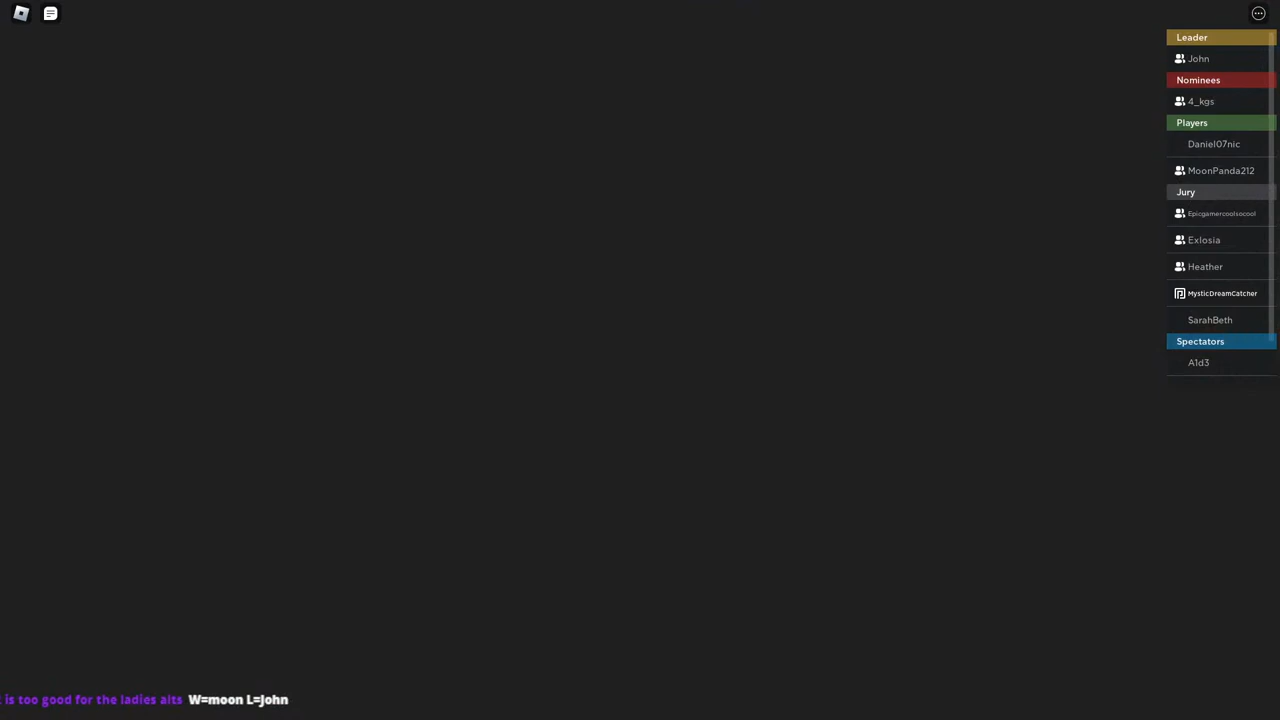 Leader
John
Nominees
4_kgs
Players
Daniel07nic
MoonPanda212
Jury
Epicgamercoolsocool
Exlosia
Heather
MysticDreamCatcher
SarahBeth
Spectators
A1d3
is too good for the ladies alts W=moon L=John